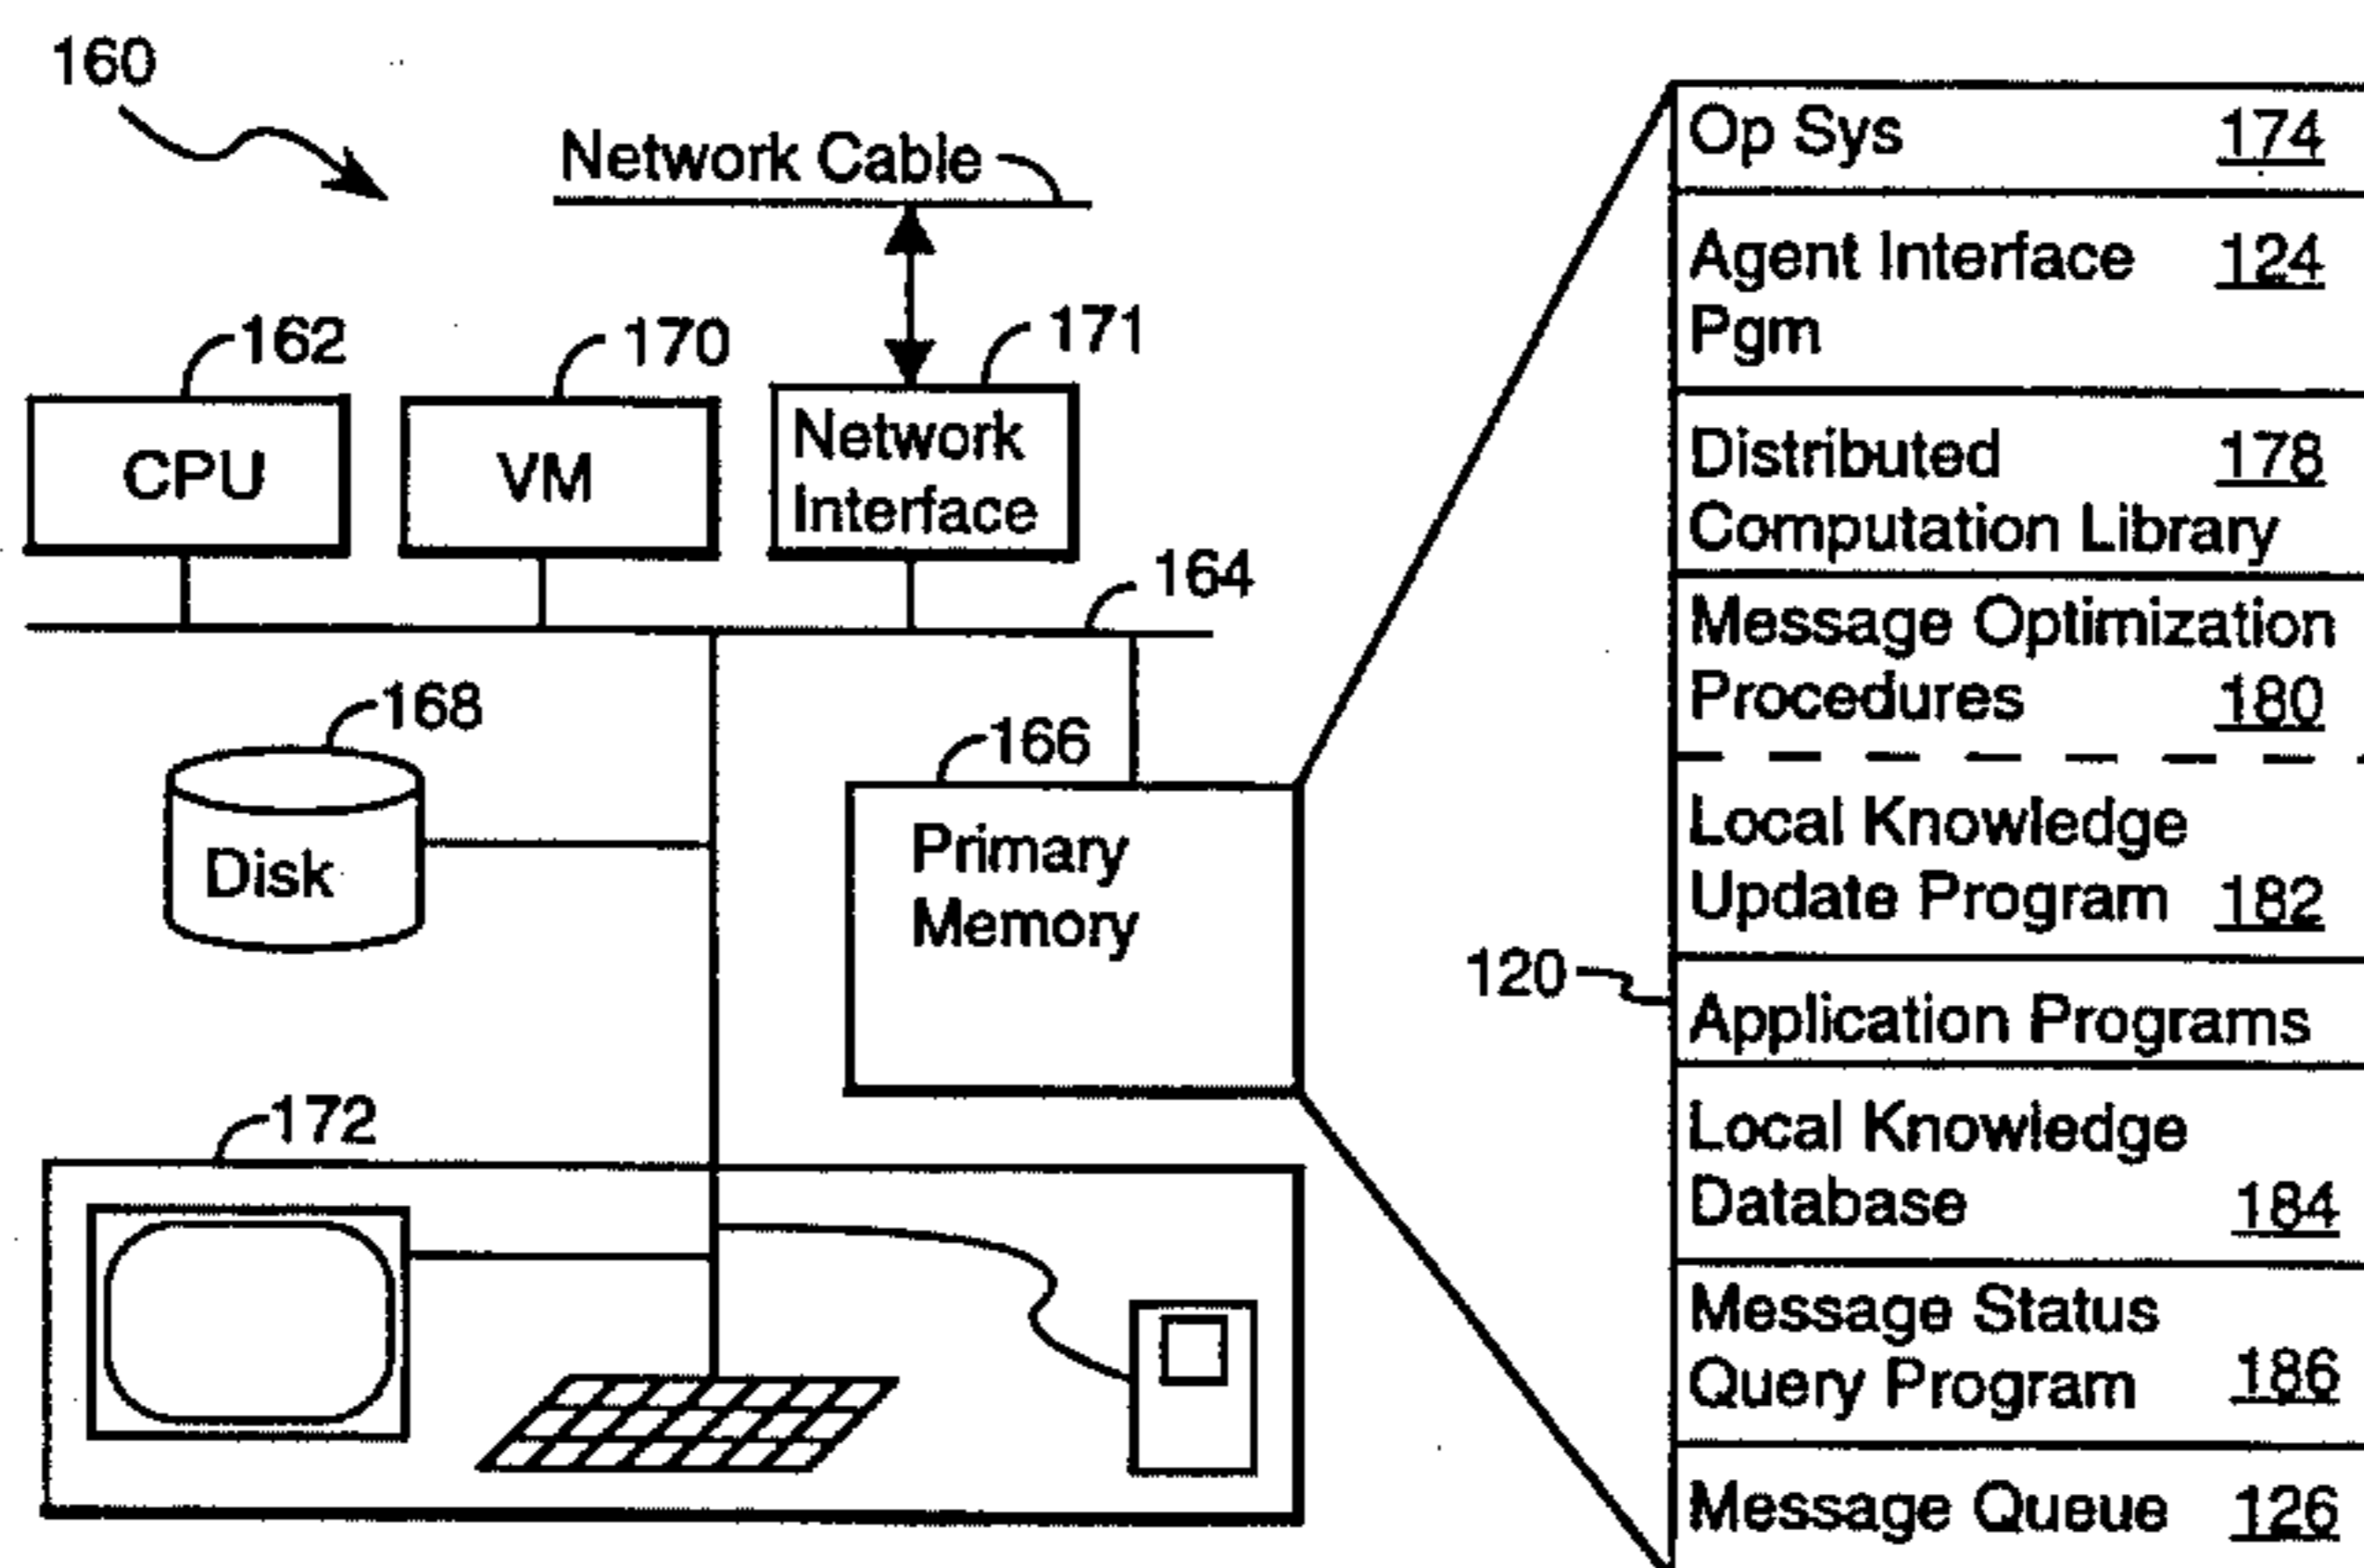 160
Network Cable
162
170
171
CPU
VM
Network
Interface
164
168
Disk
166
Primary
Memory
172
Op Sys 174
Agent Interface 124
Pgm
Distributed 178
Computation Library
Message Optimization
Procedures 180
Local Knowledge
Update Program 182
120
Application Programs
Local Knowledge
Database 184
Message Status
Query Program 186
Message Queue 126